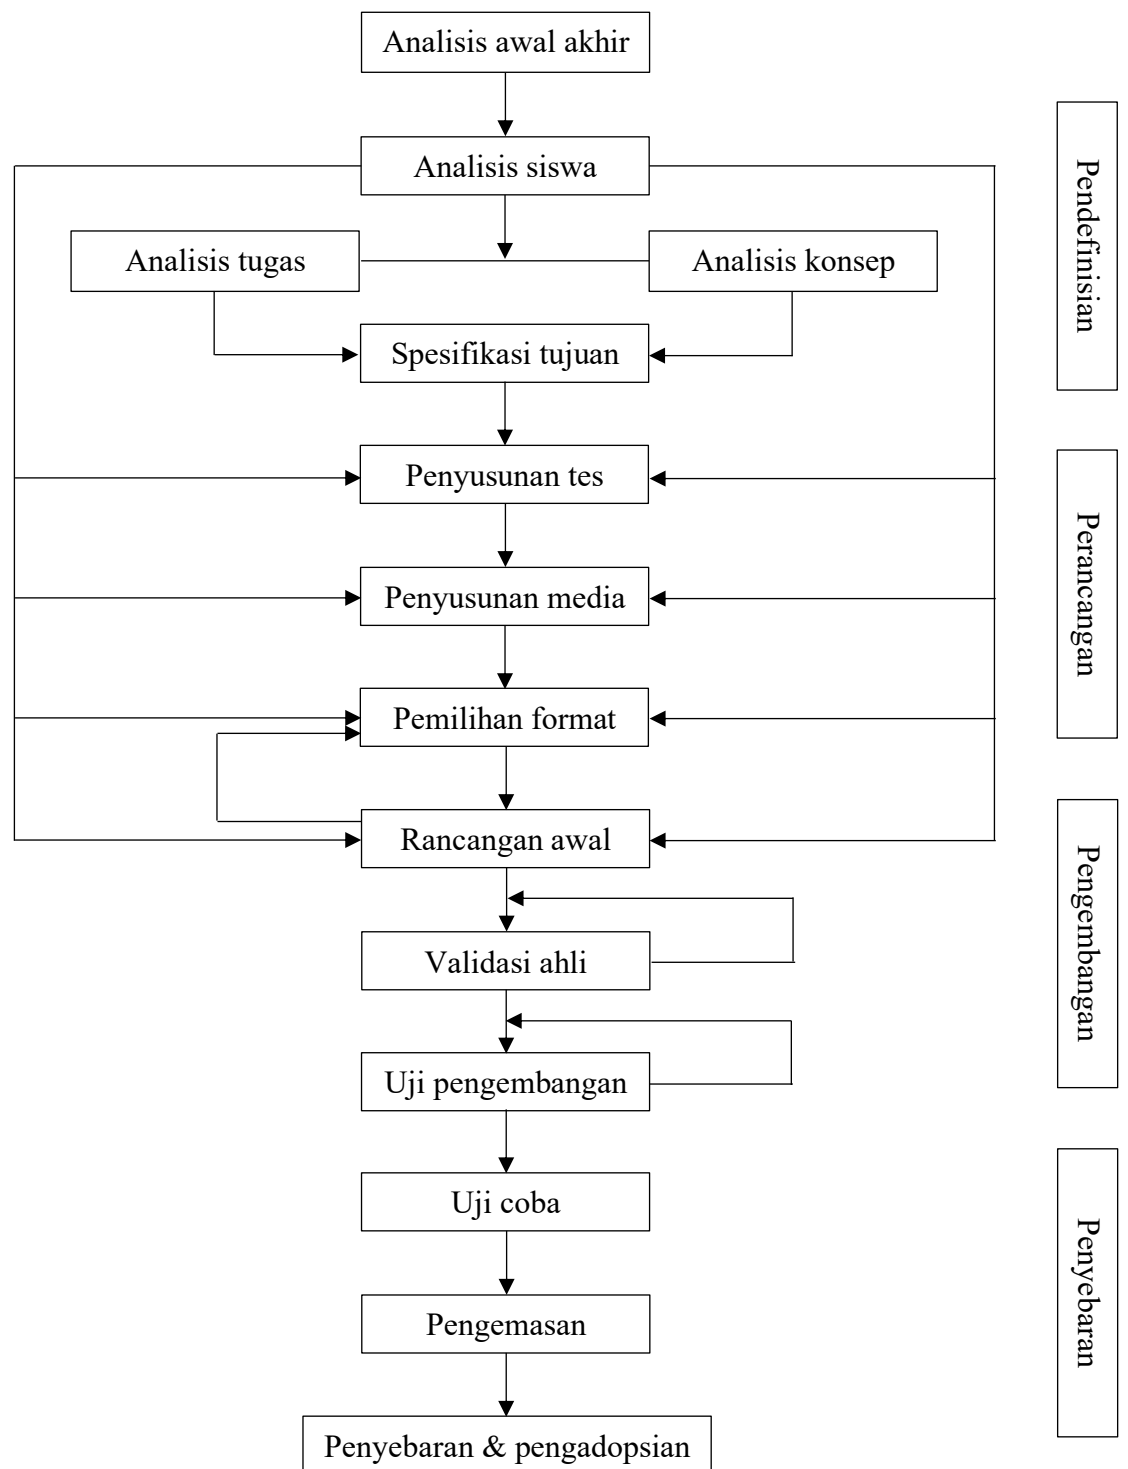 Analisis awal akhir
Analisis siswa
Analisis tugas
Analisis konsep
Spesifikasi tujuan
Penyusunan tes
Penyusunan media
Pemilihan format
Rancangan awal
Validasi ahli
Uji pengembangan
Uji coba
Pengemasan
Penyebaran & pengadopsian
Pendefinisian
Perancangan
Pengembangan
Penyebaran